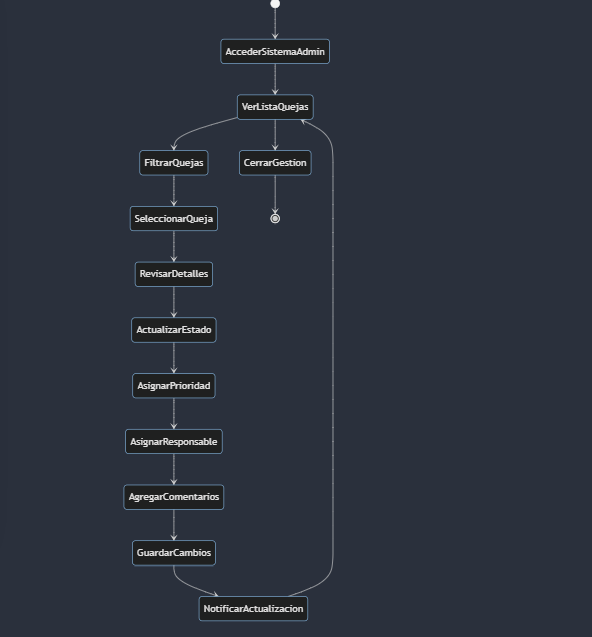 AccederSistemaAdmin
VerListaQuejas
FiltrarQuejas
CerrarGestion
SeleccionarQueja
RevisarDetalles
ActualizarEstado
AsignarPrioridad
AsignarResponsable
AgregarComentarios
GuardarCambios
NotificarActualizacion